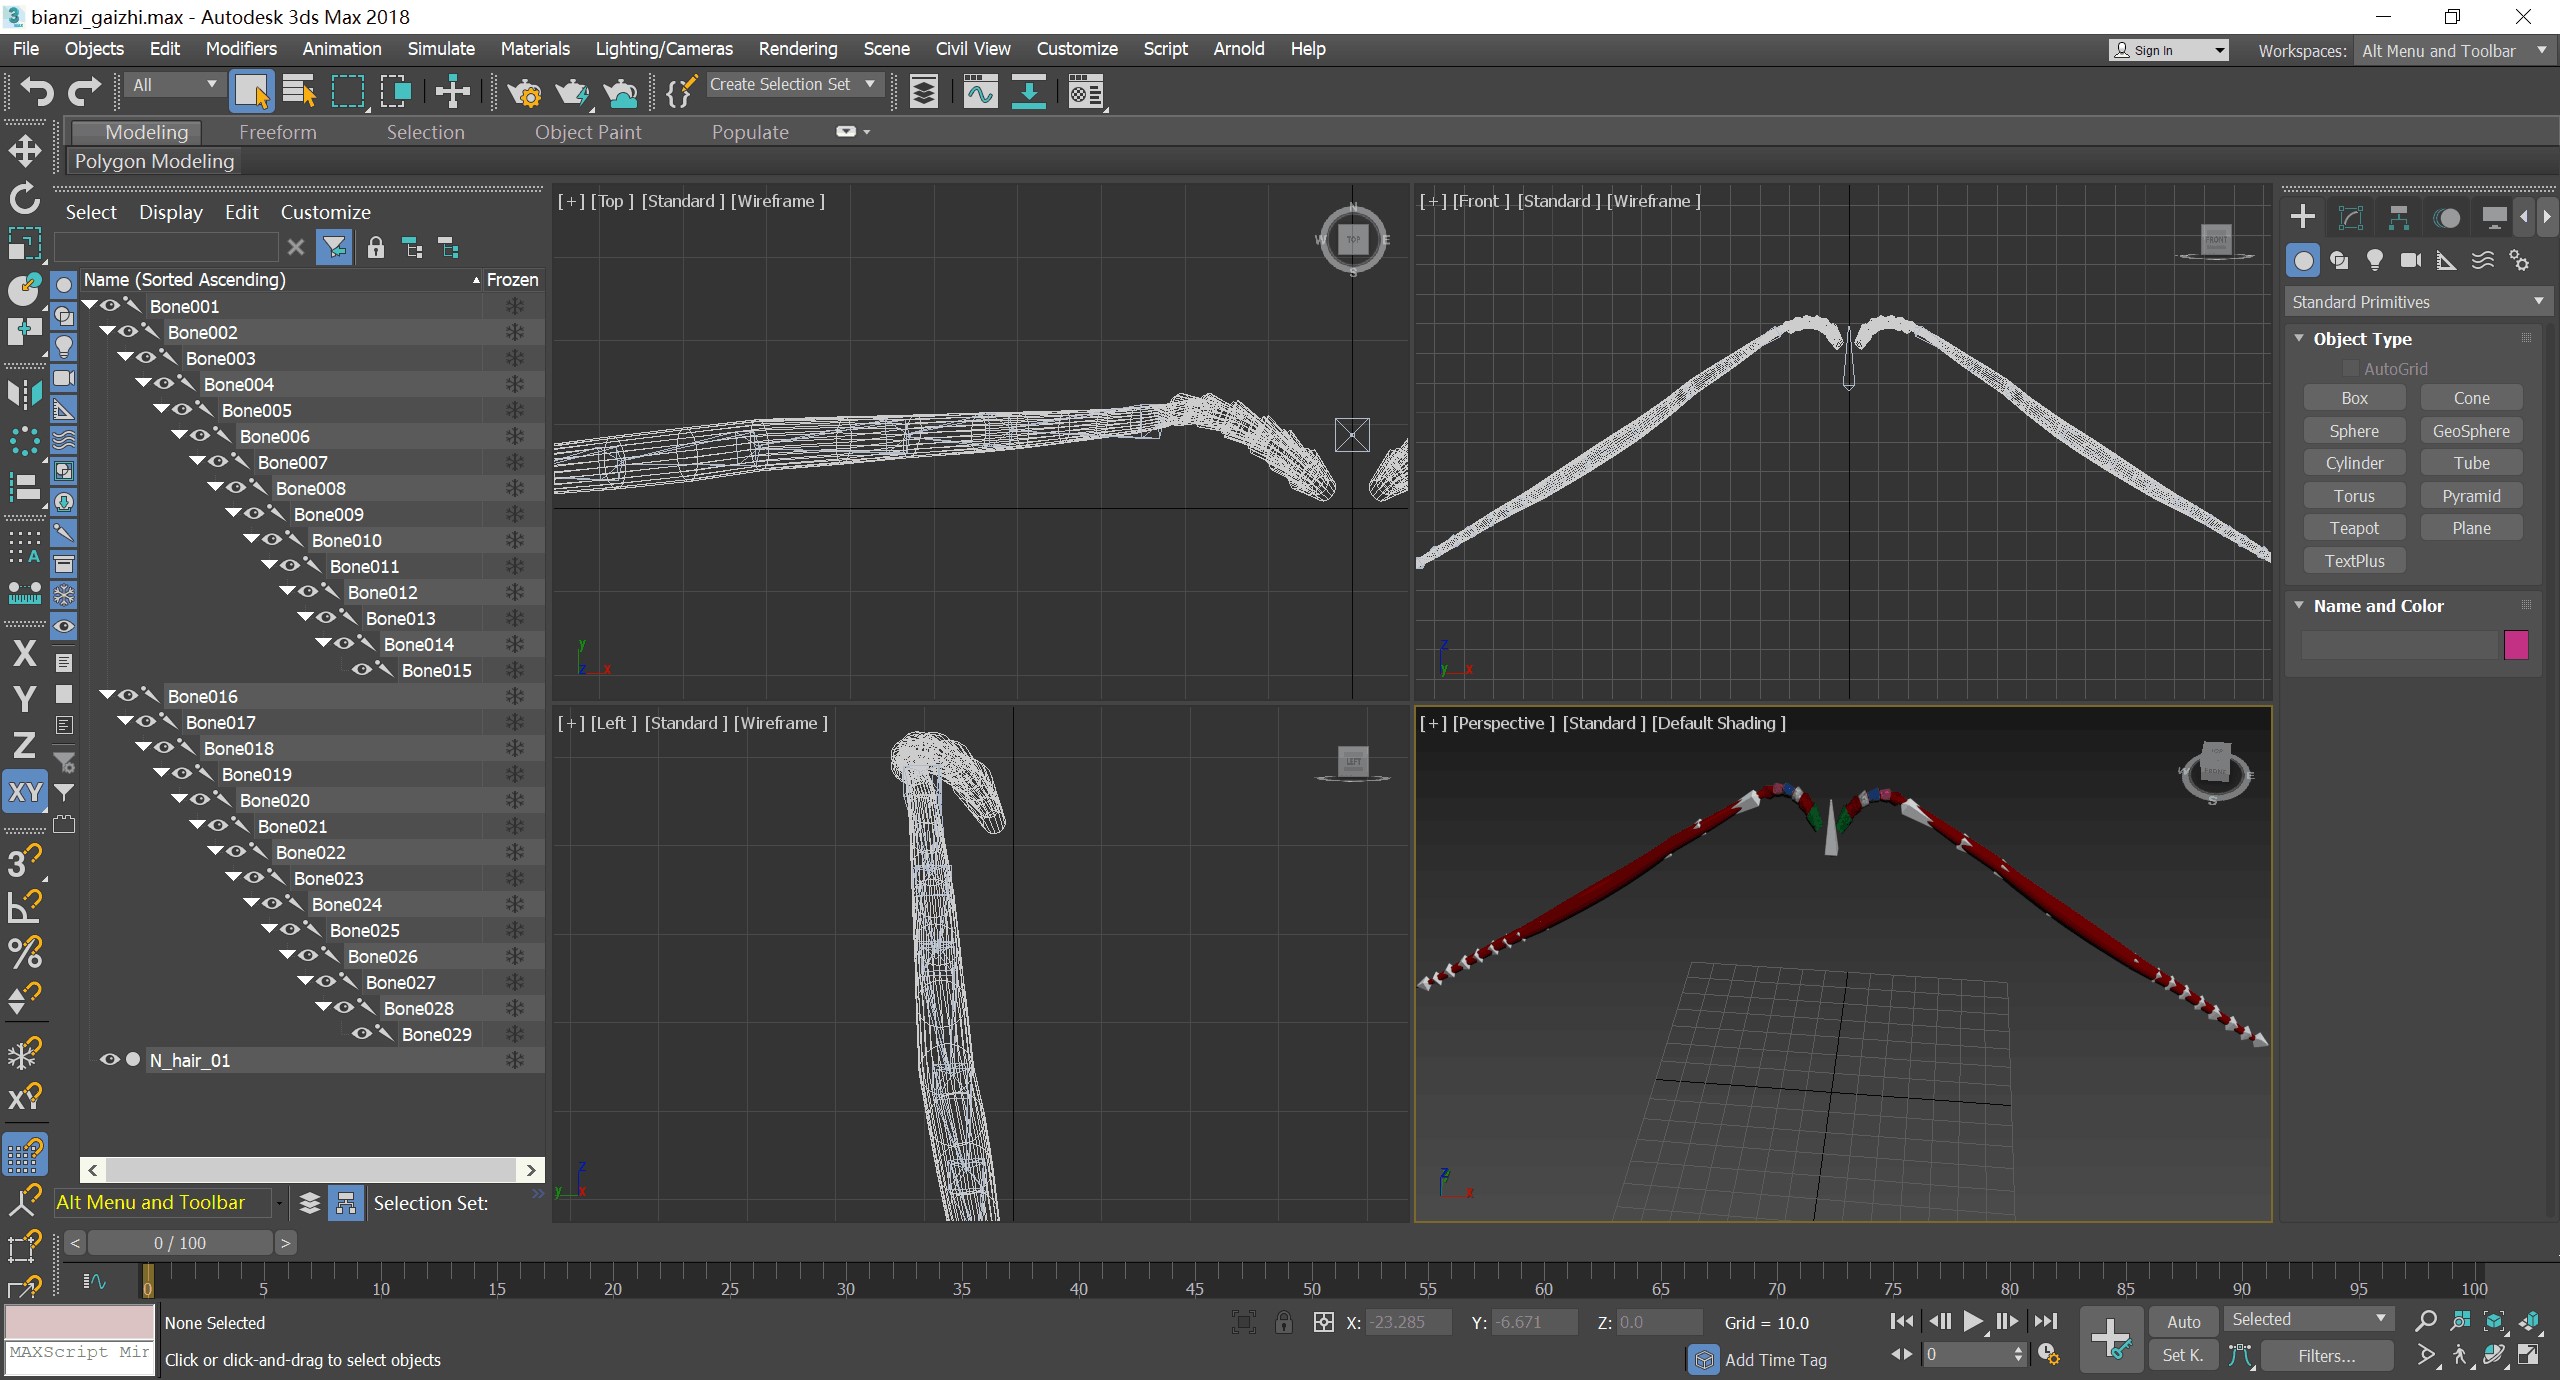 bianzi_gaizhi.max - Autodesk 3ds Max 2018
File Objects Edit Modifiers Animation Simulate Materials Lighting/Cameras Rendering Scene Civil View Customize Script Arnold Help
Sign In
Workspaces: Alt Menu and Toolbar
All
Create Selection Set
Modeling Freeform Selection Object Paint Populate
Polygon Modeling
Select Display Edit Customize
Name (Sorted Ascending) Frozen
Bone001
Bone002
Bone003
Bone004
Bone005
Bone006
Bone007
Bone008
Bone009
Bone010
Bone011
Bone012
Bone013
Bone014
Bone015
Bone016
Bone017
Bone018
Bone019
Bone020
Bone021
Bone022
Bone023
Bone024
Bone025
Bone026
Bone027
Bone028
Bone029
N_hair_01
X
Y
Z
XY
3
XY
Alt Menu and Toolbar
Selection Set:
[+] [Top ] [Standard ] [Wireframe ]
N
W TOP E
S
y
z x
[+] [Front ] [Standard ] [Wireframe ]
FRONT
z
y x
[+] [Left ] [Standard ] [Wireframe ]
LEFT
z
y x
[+] [Perspective ] [Standard ] [Default Shading ]
FRONT
W E
S
z
x
Standard Primitives
Object Type
AutoGrid
Box Cone
Sphere GeoSphere
Cylinder Tube
Torus Pyramid
Teapot Plane
TextPlus
Name and Color
< 0 / 100 >
0 5 10 15 20 25 30 35 40 45 50 55 60 65 70 75 80 85 90 95 100
None Selected
X: -23.285 Y: -6.671 Z: 0.0 Grid = 10.0
Auto Selected
MAXScript Mir
Click or click-and-drag to select objects
Add Time Tag
0
Set K. Filters...